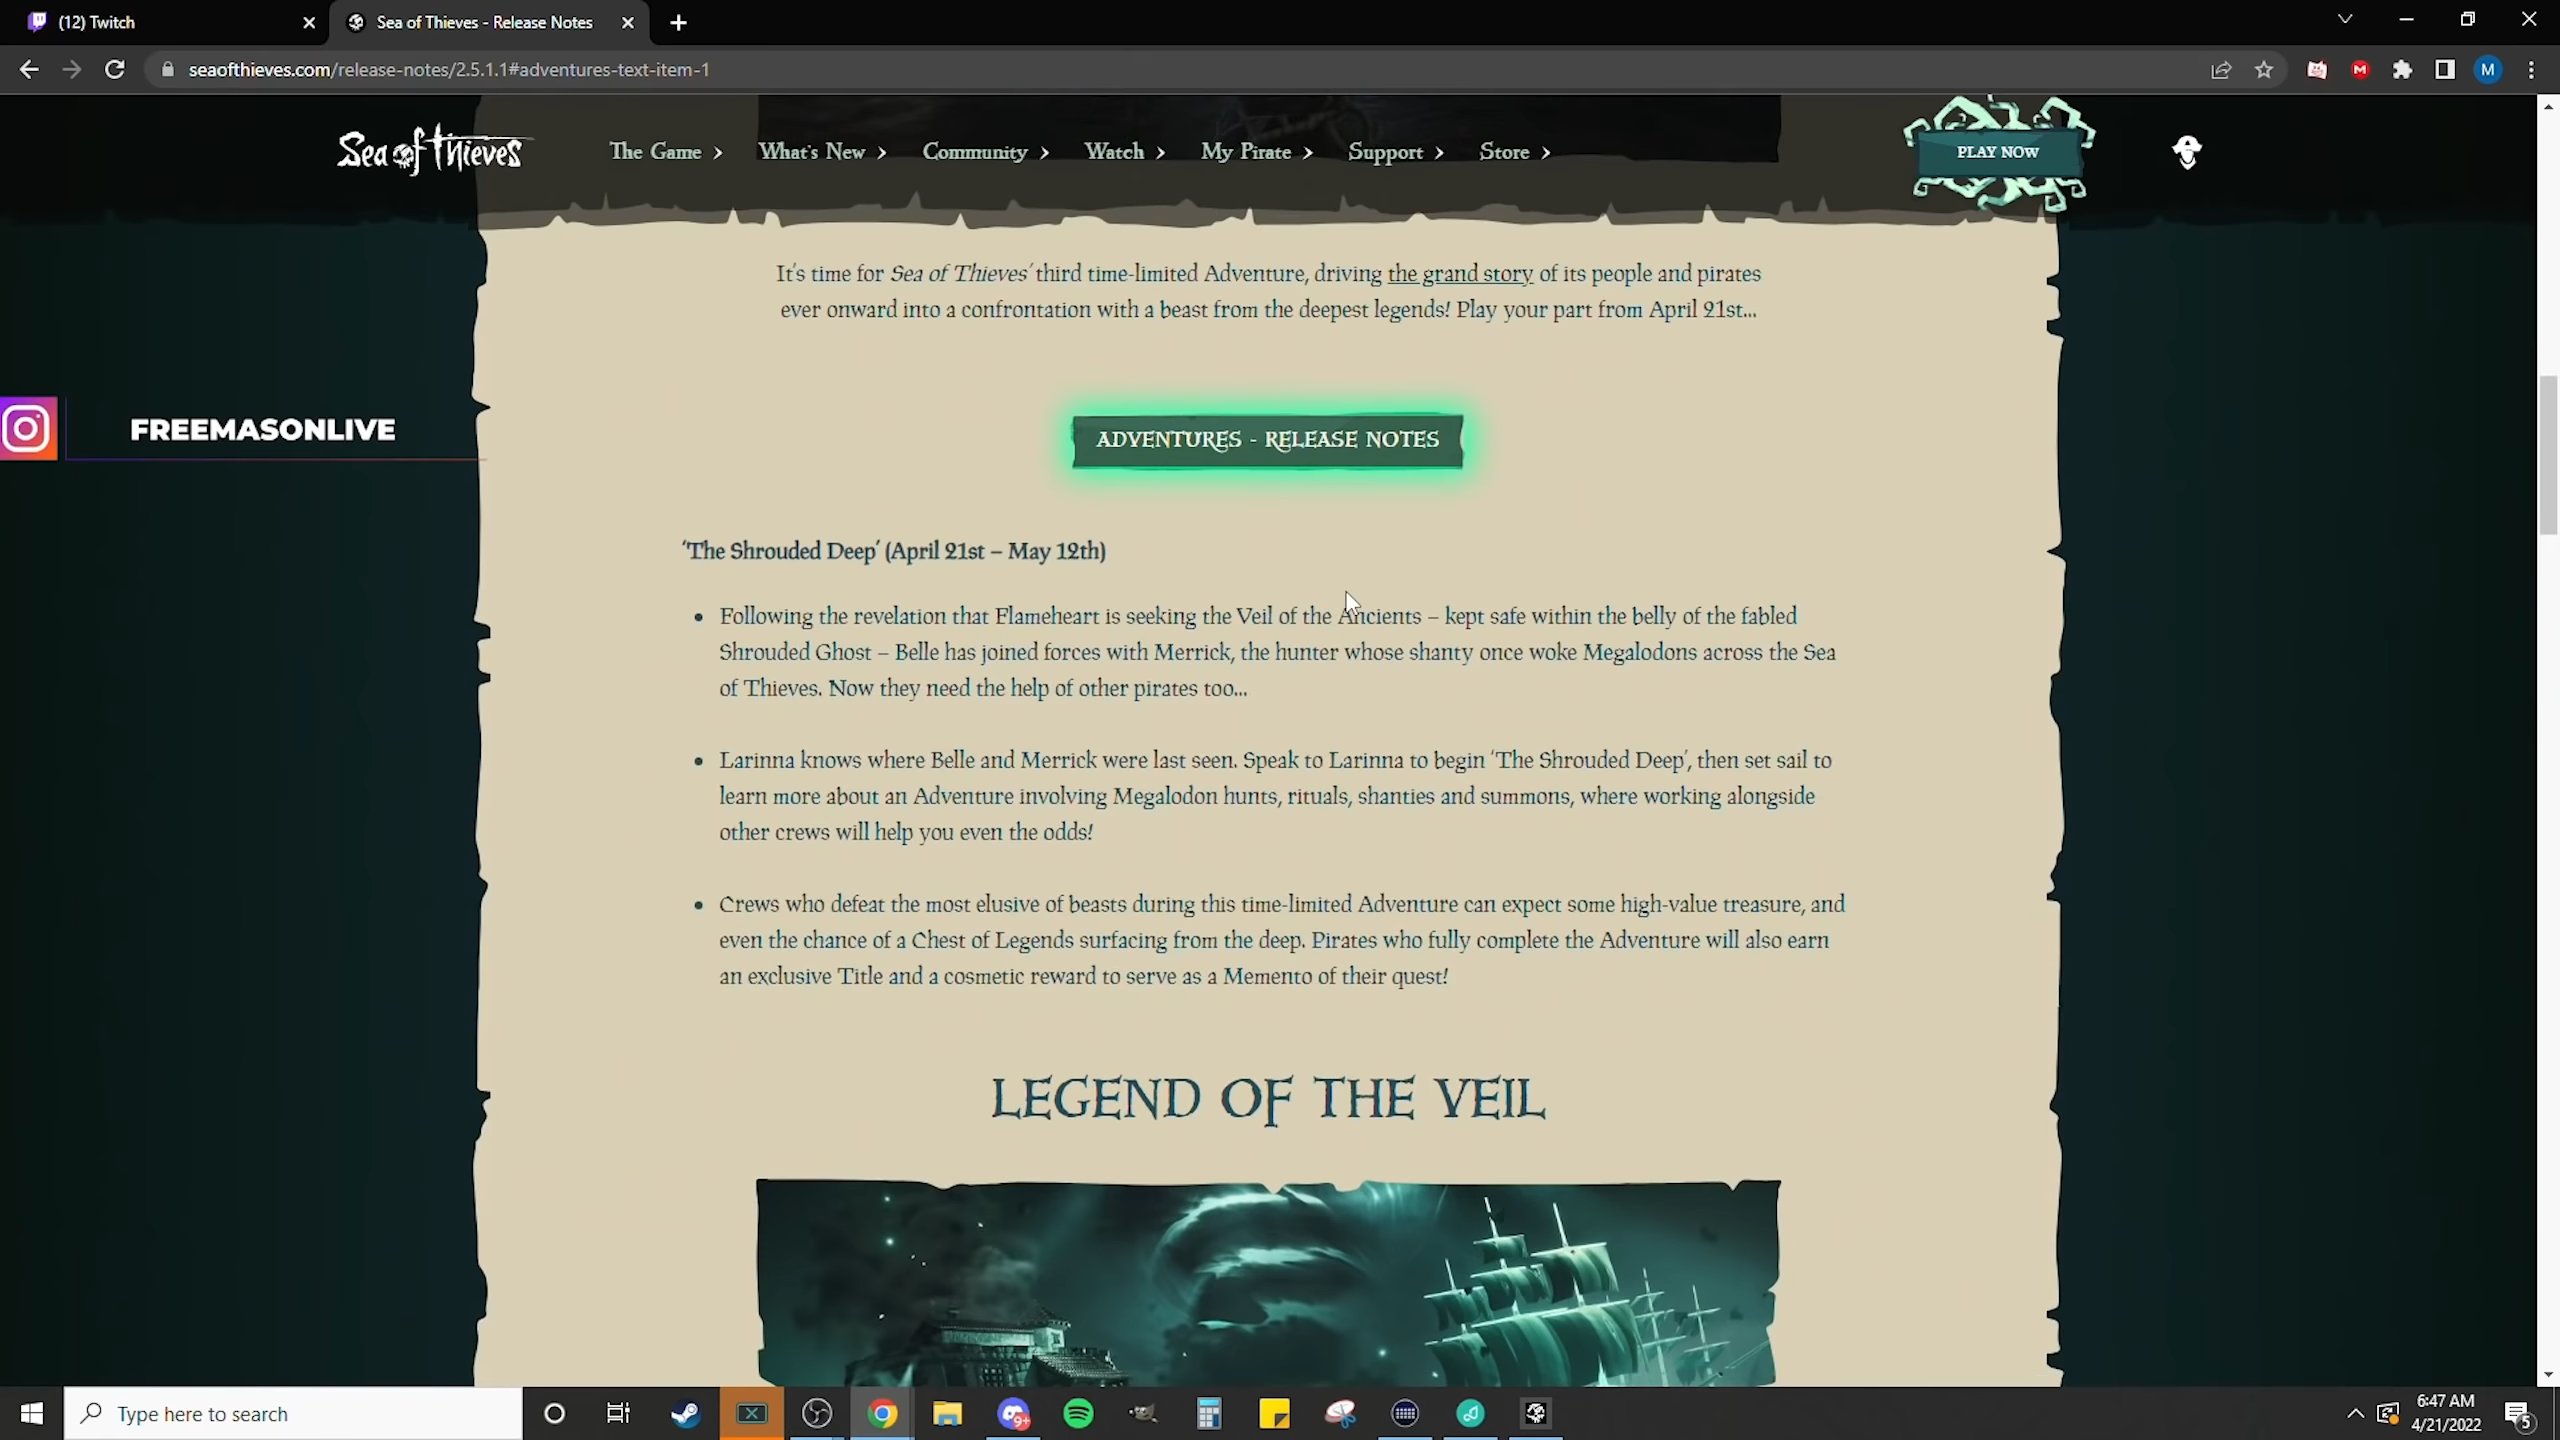 (12) Twitch
Sea of Thieves - Release Notes
seaofthieves.com/release-notes/2.5.1.1#adventures-text-item-1
M
M
Sea of Thieves
The Game
What's New
Community
Watch
My Pirate
Support
Store
PLAY NOW
It's time for Sea of Thieves' third time-limited Adventure, driving the grand story of its people and pirates
ever onward into a confrontation with a beast from the deepest legends! Play your part from April 21st...
FREEMASONLIVE
ADVENTURES - RELEASE NOTES
'The Shrouded Deep' (April 21st – May 12th)
Following the revelation that Flameheart is seeking the Veil of the Ancients – kept safe within the belly of the fabled
Shrouded Ghost – Belle has joined forces with Merrick, the hunter whose shanty once woke Megalodons across the Sea
of Thieves. Now they need the help of other pirates too...
Larinna knows where Belle and Merrick were last seen. Speak to Larinna to begin 'The Shrouded Deep', then set sail to
learn more about an Adventure involving Megalodon hunts, rituals, shanties and summons, where working alongside
other crews will help you even the odds!
Crews who defeat the most elusive of beasts during this time-limited Adventure can expect some high-value treasure, and
even the chance of a Chest of Legends surfacing from the deep. Pirates who fully complete the Adventure will also earn
an exclusive Title and a cosmetic reward to serve as a Memento of their quest!
LEGEND OF THE VEIL
Type here to search
9+
6:47 AM
4/21/2022
5